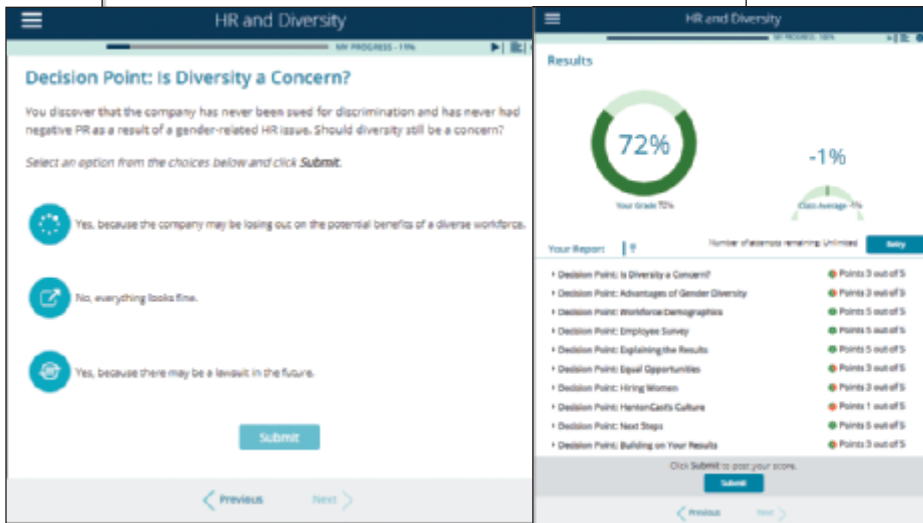 HR and Diversity
MY PROGRESS - 19%
Decision Point: Is Diversity a Concern?
You discover that the company has never been sued for discrimination and has never had
negative PR as a result of a gender-related HR issue. Should diversity still be a concern?
Select an option from the choices below and click Submit.
Yes, because the company may be losing out on the potential benefits of a diverse workforce.
No, everything looks fine.
Yes, because there may be a lawsuit in the future.
Submit
Previous Next
HR and Diversity
MY PROGRESS - 100%
Results
72%
-1%
Your Grade 72%
Class Average -1%
Your Report
Number of attempts remaining: Unlimited
Retry
Decision Point: Is Diversity a Concern? Points 3 out of 5
Decision Point: Advantages of Gender Diversity Points 3 out of 5
Decision Point: Workforce Demographics Points 5 out of 5
Decision Point: Employee Survey Points 5 out of 5
Decision Point: Explaining the Results Points 5 out of 5
Decision Point: Equal Opportunities Points 3 out of 5
Decision Point: Hiring Women Points 3 out of 5
Decision Point: HentonCast's Culture Points 1 out of 5
Decision Point: Next Steps Points 5 out of 5
Decision Point: Building on Your Results Points 3 out of 5
Click Submit to post your score.
Submit
Previous Next